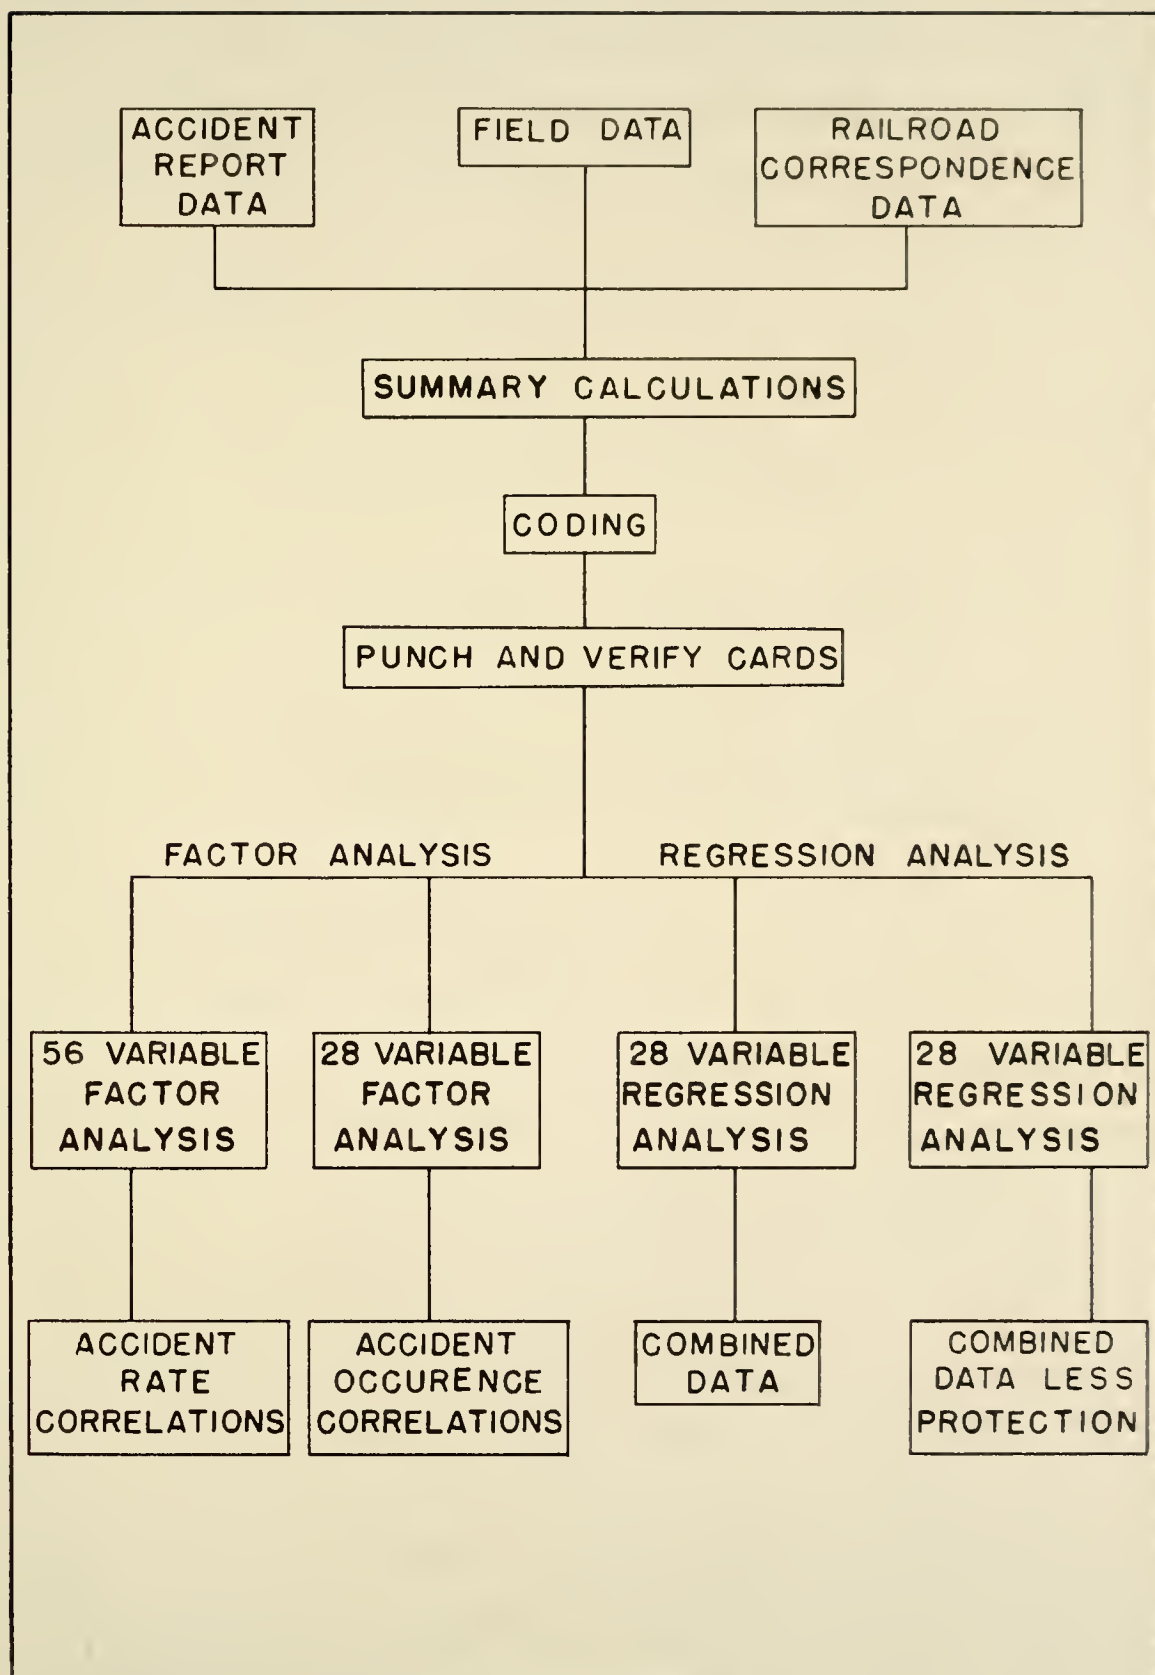 ACCIDENT
REPORT
DATA
FIELD DATA
RAILROAD
CORRESPONDENCE
DATA
SUMMARY CALCULATIONS
CODING
PUNCH AND VERIFY CARDS
FACTOR ANALYSIS
REGRESSION ANALYSIS
56 VARIABLE
FACTOR
ANALYSIS
28 VARIABLE
FACTOR
ANALYSIS
28 VARIABLE
REGRESSION
ANALYSIS
28 VARIABLE
REGRESSION
ANALYSIS
ACCIDENT
RATE
CORRELATIONS
ACCIDENT
OCCURENCE
CORRELATIONS
COMBINED
DATA
COMBINED
DATA LESS
PROTECTION